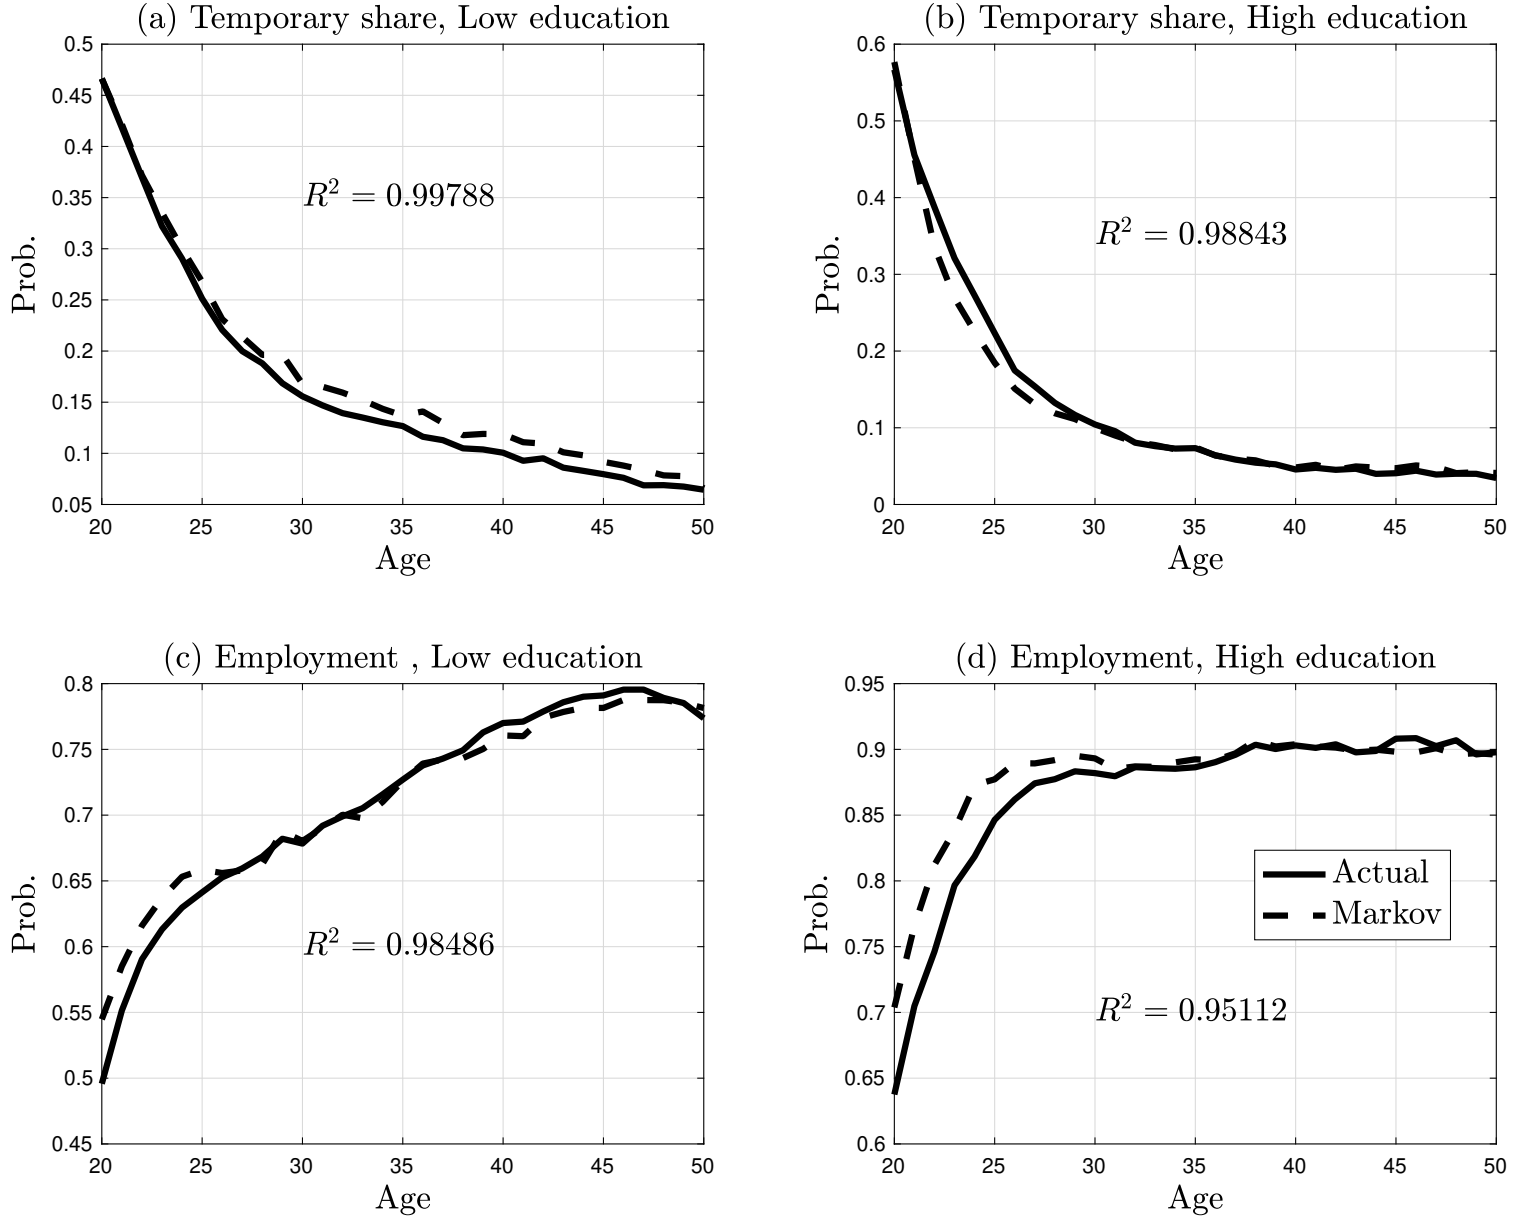 (a) Temporary share, Low education
0.5
0.45
0.4
0.35
0.3
0.25
0.2
0.15
0.1
0.05
Prob.
R² = 0.99788
20 25 30 35 40 45 50
Age
(b) Temporary share, High education
0.6
0.5
0.4
0.3
0.2
0.1
0
Prob.
R² = 0.98843
20 25 30 35 40 45 50
Age
(c) Employment , Low education
0.8
0.75
0.7
0.65
0.6
0.55
0.5
0.45
Prob.
R² = 0.98486
20 25 30 35 40 45 50
Age
(d) Employment, High education
0.95
0.9
0.85
0.8
0.75
0.7
0.65
0.6
Prob.
Actual
Markov
R² = 0.95112
20 25 30 35 40 45 50
Age